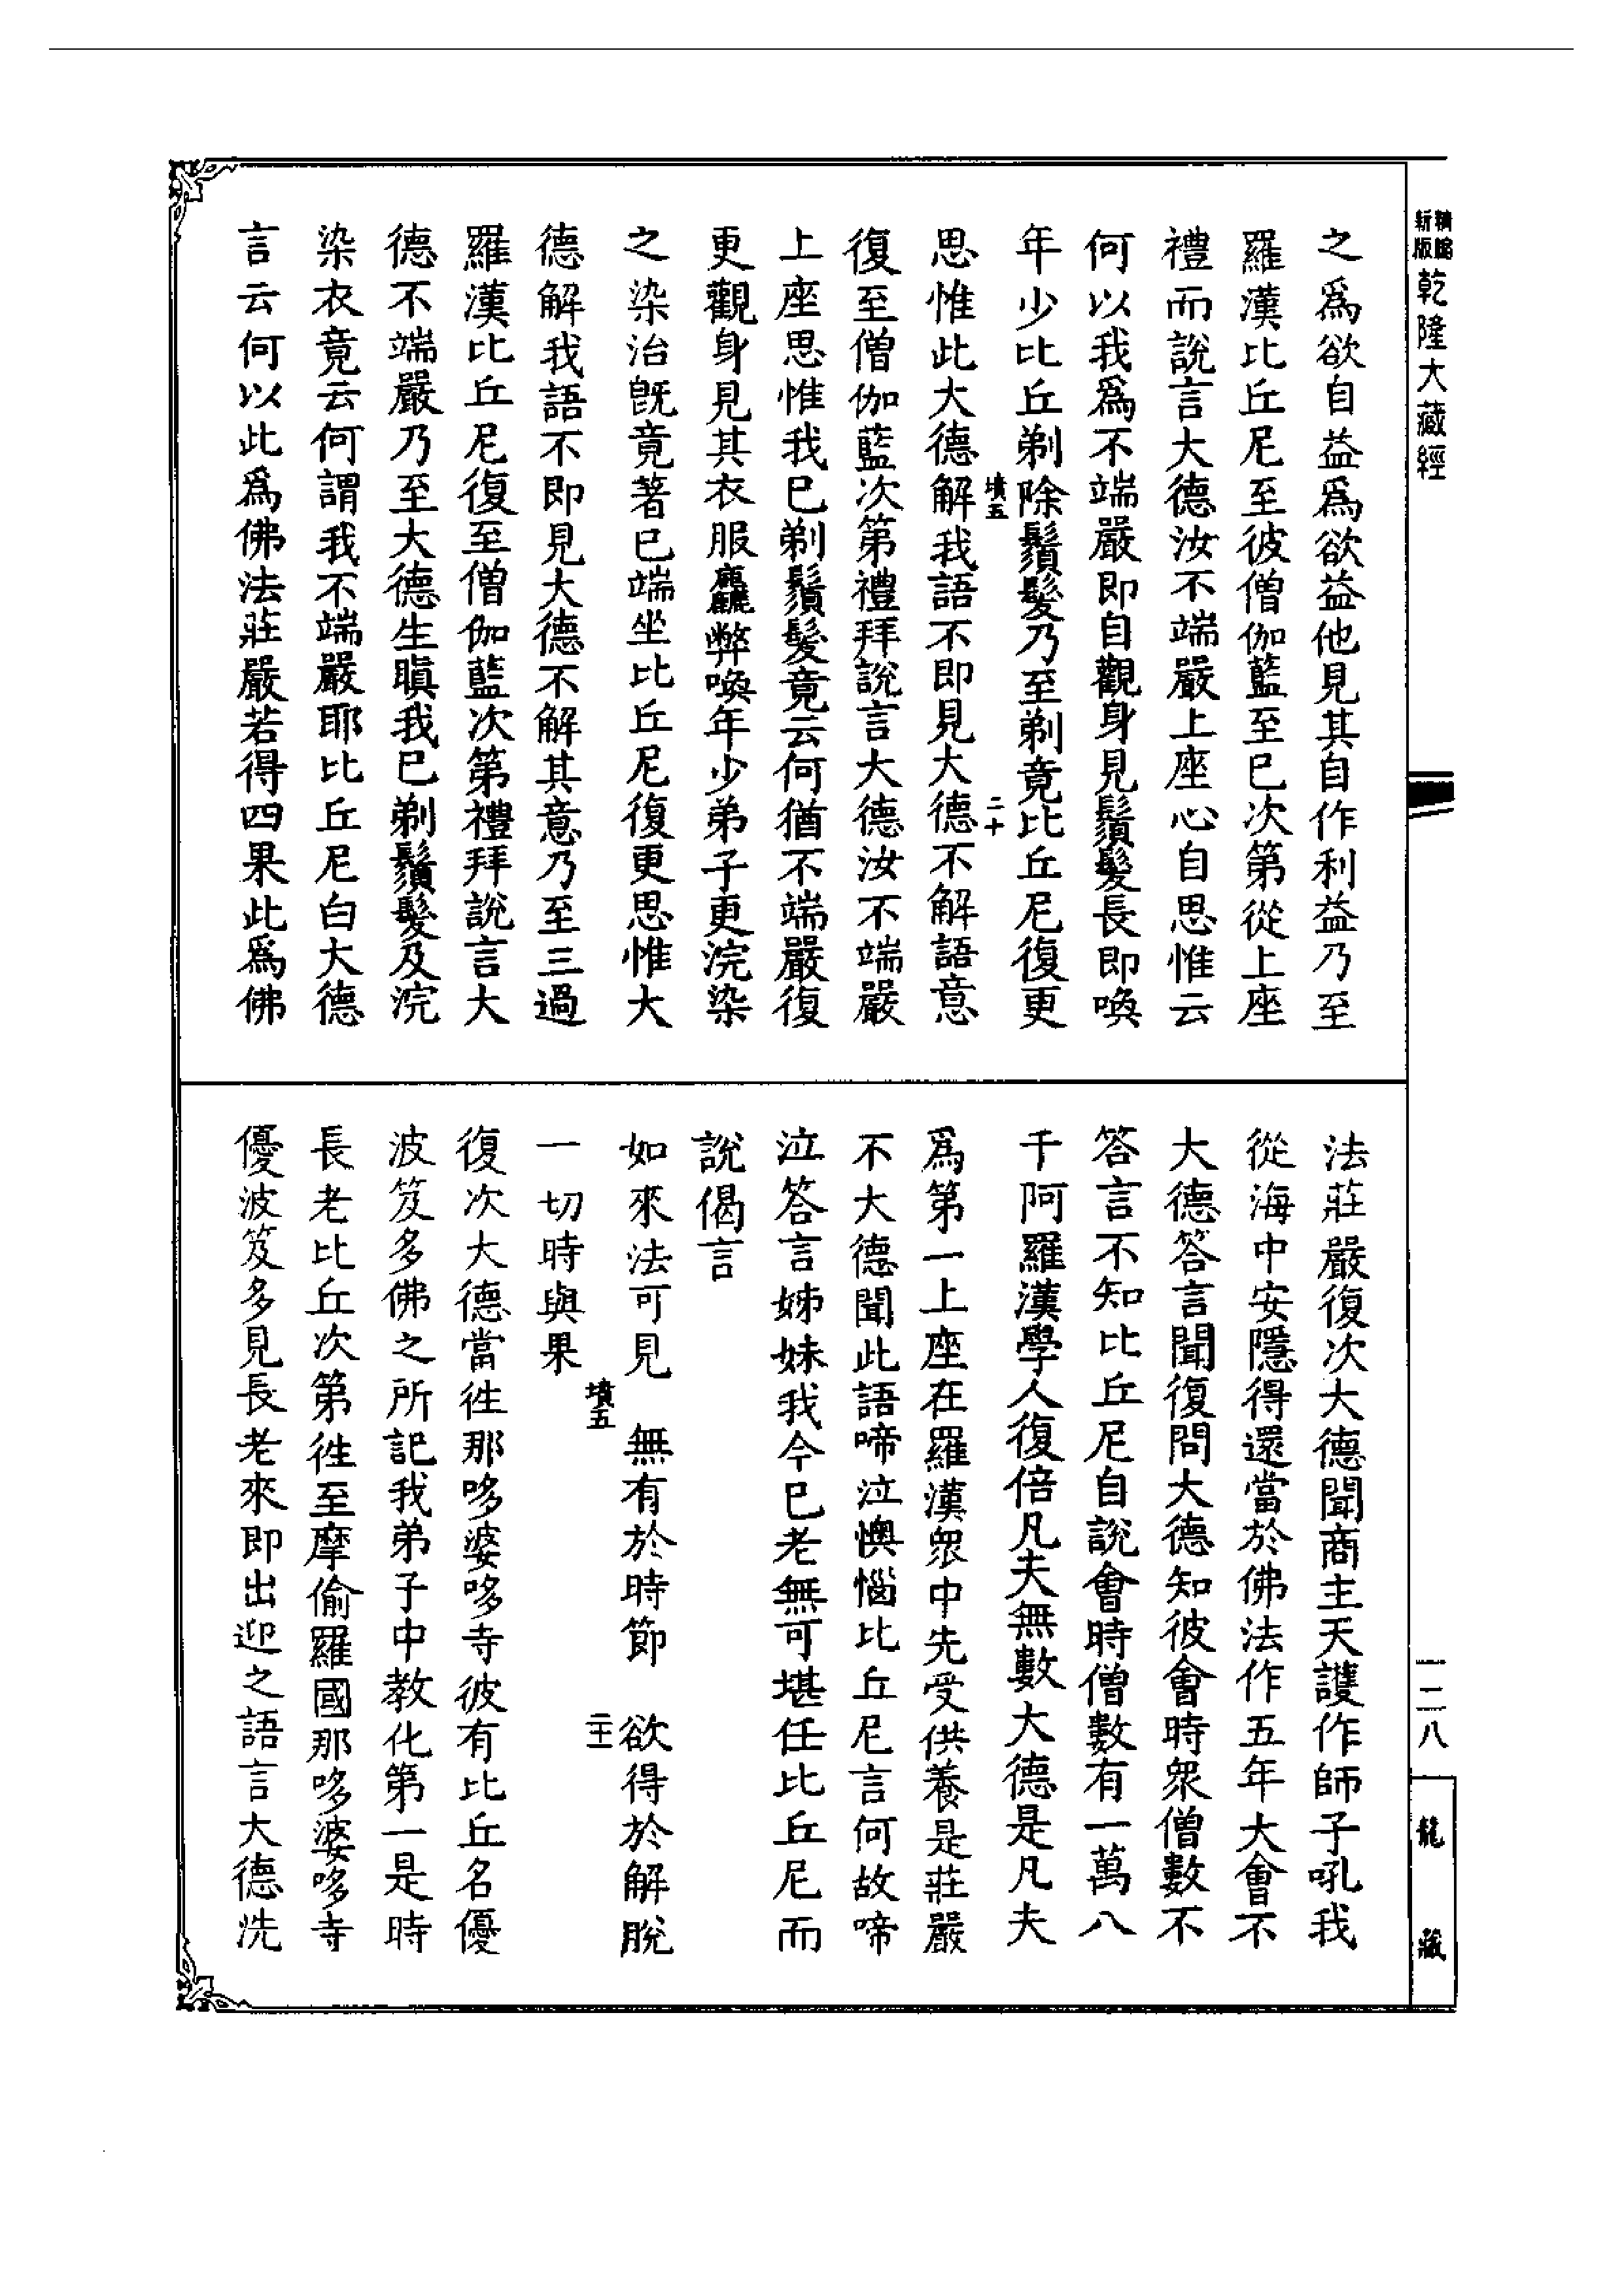 新版精縮乾隆大藏經
之爲欲自益爲欲益他見其自作利益乃至
羅漢比丘尼至彼僧伽藍至巳次第從上座
禮而說言大德汝不端嚴上座心自思惟云
何以我爲不端嚴即自觀身見鬚髮長即喚
年少比丘剃除鬚髮乃至剃竟比丘尼復更
墳五 二十
思惟此大德解我語不即見大德不解語意
復至僧伽藍次第禮拜說言大德汝不端嚴
上座思惟我巳剃鬚髮竟云何猶不端嚴復
更觀身見其衣服麤弊喚年少弟子更浣染
之染治旣竟著巳端坐比丘尼復更思惟大
德解我語不即見大德不解其意乃至三過
羅漢比丘尼復至僧伽藍次第禮拜說言大
德不端嚴乃至大德生瞋我巳剃鬚髮及浣
染衣竟云何謂我不端嚴耶比丘尼白大德
言云何以此爲佛法莊嚴若得四果此爲佛
法莊嚴復次大德聞商主天護作師子吼我
從海中安隱得還當於佛法作五年大會不
大德答言聞復問大德知彼會時衆僧數不
答言不知比丘尼自說會時僧數有一萬八
千阿羅漢學人復倍凡夫無數大德是凡夫
爲第一上座在羅漢衆中先受供養是莊嚴
不大德聞此語啼泣懊惱比丘尼言何故啼
泣答言姊妹我今巳老無可堪任比丘尼而
說偈言
如來法可見 無有於時節 欲得於解脫
墳五 二十一
一切時與果
復次大德當徃那哆婆哆寺彼有比丘名優
波笈多佛之所記我弟子中教化第一是時
長老比丘次第徃至摩偷羅國那哆婆哆寺
優波笈多見長老來即出迎之語言大德洗
一二八
龍藏